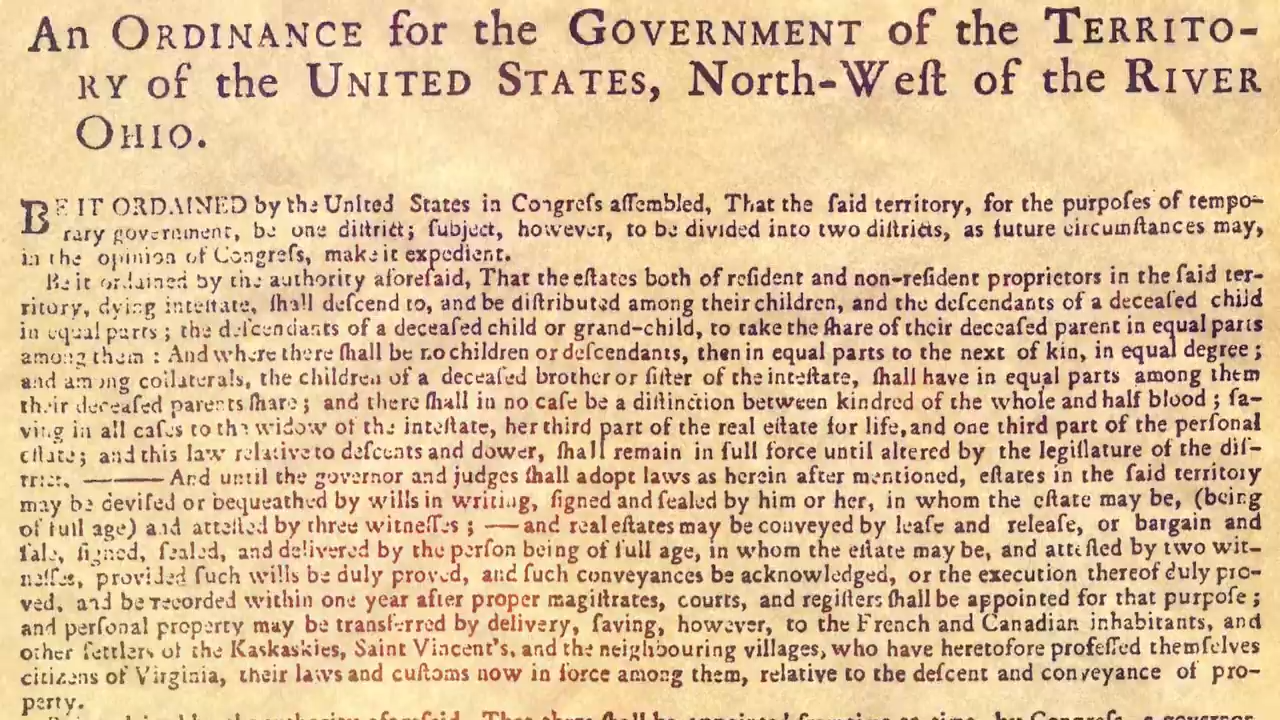 An ORDINANCE for the GOVERNMENT of the TERRITO-
RY of the UNITED STATES, North-Weſt of the RIVER
OHIO.
BE IT ORDAINED by the United States in Congreſs aſſembled, That the ſaid territory, for the purpoſes of tempo-
rary government, be one diſtrict; ſubject, however, to be divided into two diſtricts, as future circumſtances may,
in the opinion of Congreſs, make it expedient.
Be it ordained by the authority aforeſaid, That the eſtates both of reſident and non-reſident proprietors in the ſaid ter-
ritory, dying inteſtate, ſhall deſcend to, and be diſtributed among their children, and the deſcendants of a deceaſed child
in equal parts; the deſcendants of a deceaſed child or grand-child, to take the ſhare of their deceaſed parent in equal parts
among them: And where there ſhall be no children or deſcendants, then in equal parts to the next of kin, in equal degree;
and among collaterals, the children of a deceaſed brother or ſiſter of the inteſtate, ſhall have in equal parts among them
their deceaſed parents ſhare; and there ſhall in no caſe be a diſtinction between kindred of the whole and half blood; ſa-
ving in all caſes to the widow of the inteſtate, her third part of the real eſtate for life, and one third part of the perſonal
eſtate; and this law relative to deſcents and dower, ſhall remain in full force until altered by the legiſlature of the diſ-
trict. ——— And until the governor and judges ſhall adopt laws as herein after mentioned, eſtates in the ſaid territory
may be deviſed or bequeathed by wills in writing, ſigned and ſealed by him or her, in whom the eſtate may be, (being
of full age) and atteſted by three witneſſes; — and real eſtates may be conveyed by leaſe and releaſe, or bargain and
ſale, ſigned, ſealed, and delivered by the perſon being of full age, in whom the eſtate may be, and atteſted by two wit-
neſſes, provided ſuch wills be duly proved, and ſuch conveyances be acknowledged, or the execution thereof duly pro-
ved, and be recorded within one year after proper magiſtrates, courts, and regiſters ſhall be appointed for that purpoſe;
and perſonal property may be transferred by delivery, ſaving, however, to the French and Canadian inhabitants, and
other ſettlers of the Kaskaskies, Saint Vincent's, and the neighbouring villages, who have heretofore profeſſed themſelves
citizens of Virginia, their laws and cuſtoms now in force among them, relative to the deſcent and conveyance of pro-
perty.
Be it ordained by the authority aforeſaid, That there ſhall be appointed from time to time, by Congreſs, a governor,